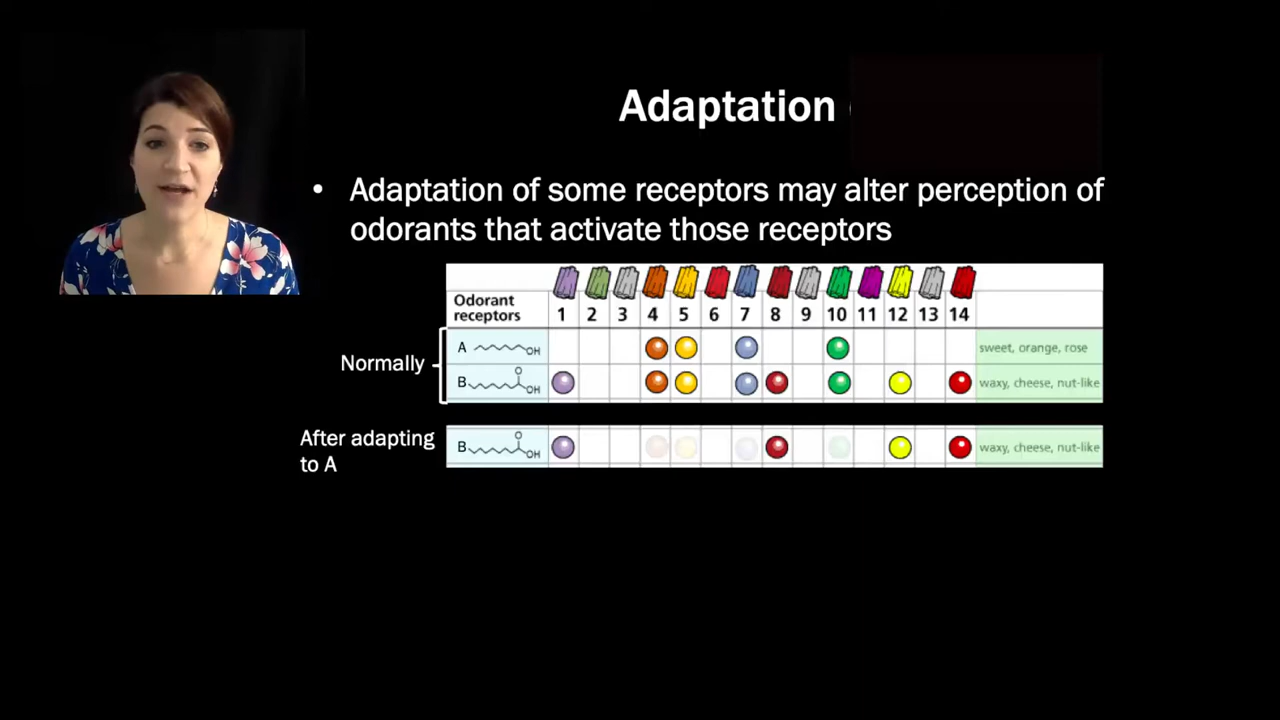 Adaptation
• Adaptation of some receptors may alter perception of
odorants that activate those receptors
Odorant
receptors 1 2 3 4 5 6 7 8 9 10 11 12 13 14
Normally
A OH sweet, orange, rose
B O OH waxy, cheese, nut-like
After adapting
to A
B O OH waxy, cheese, nut-like